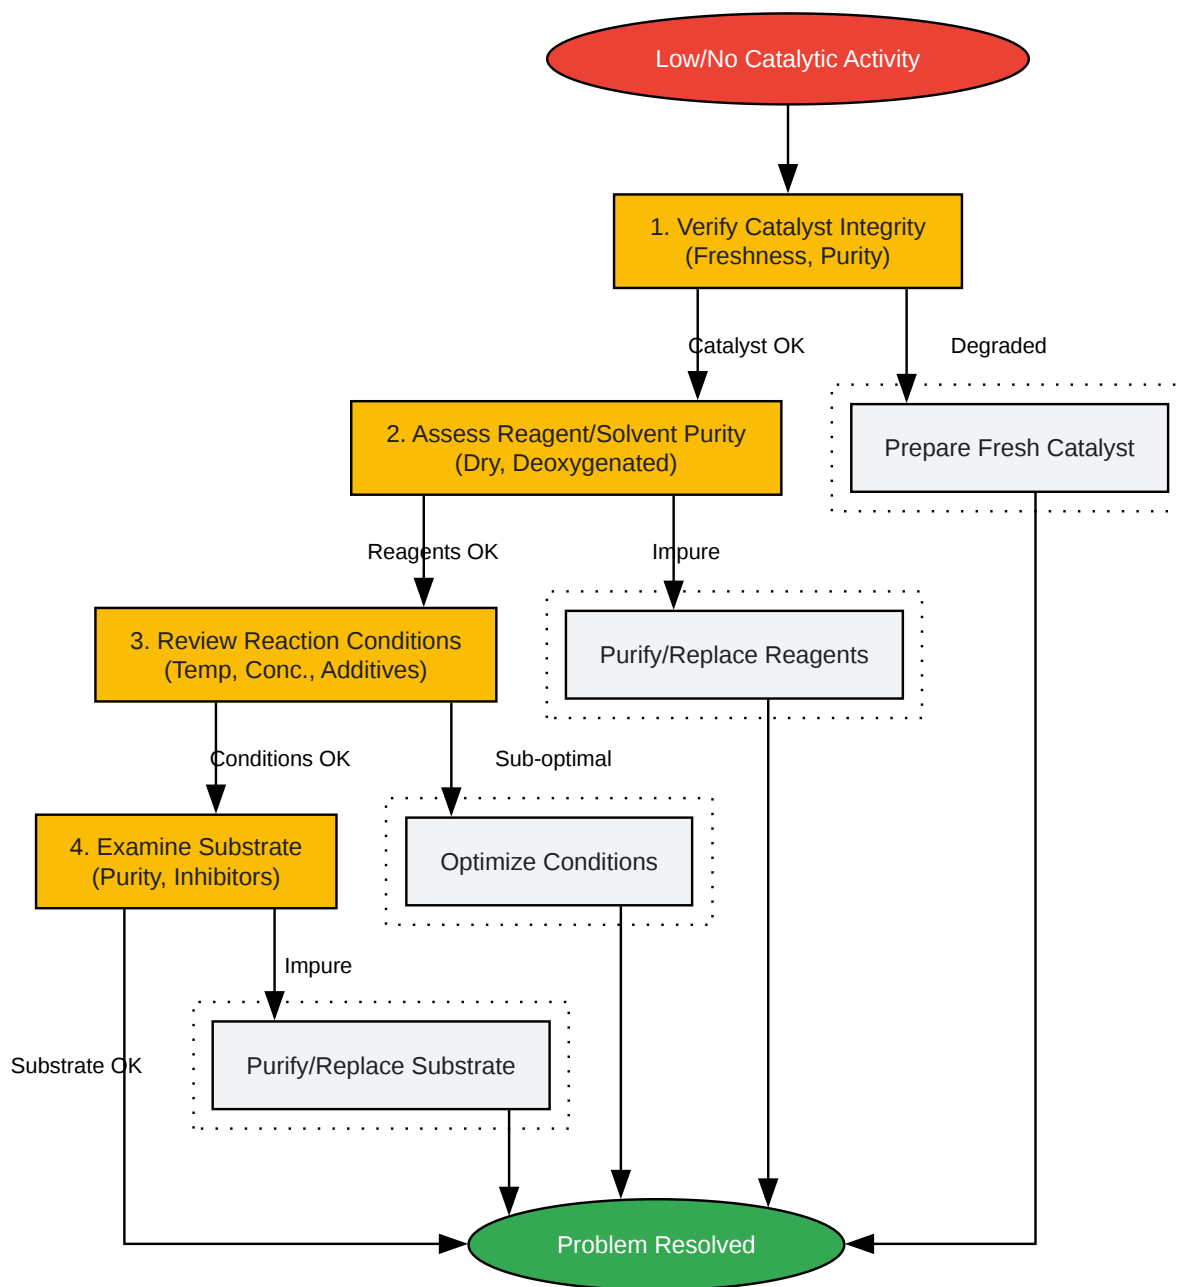 Low/No Catalytic Activity
1. Verify Catalyst Integrity
(Freshness, Purity)
Catalyst OK
Degraded
2. Assess Reagent/Solvent Purity
(Dry, Deoxygenated)
Prepare Fresh Catalyst
Reagents OK
Impure
3. Review Reaction Conditions
(Temp, Conc., Additives)
Purify/Replace Reagents
Conditions OK
Sub-optimal
4. Examine Substrate
(Purity, Inhibitors)
Optimize Conditions
Impure
Substrate OK
Purify/Replace Substrate
Problem Resolved